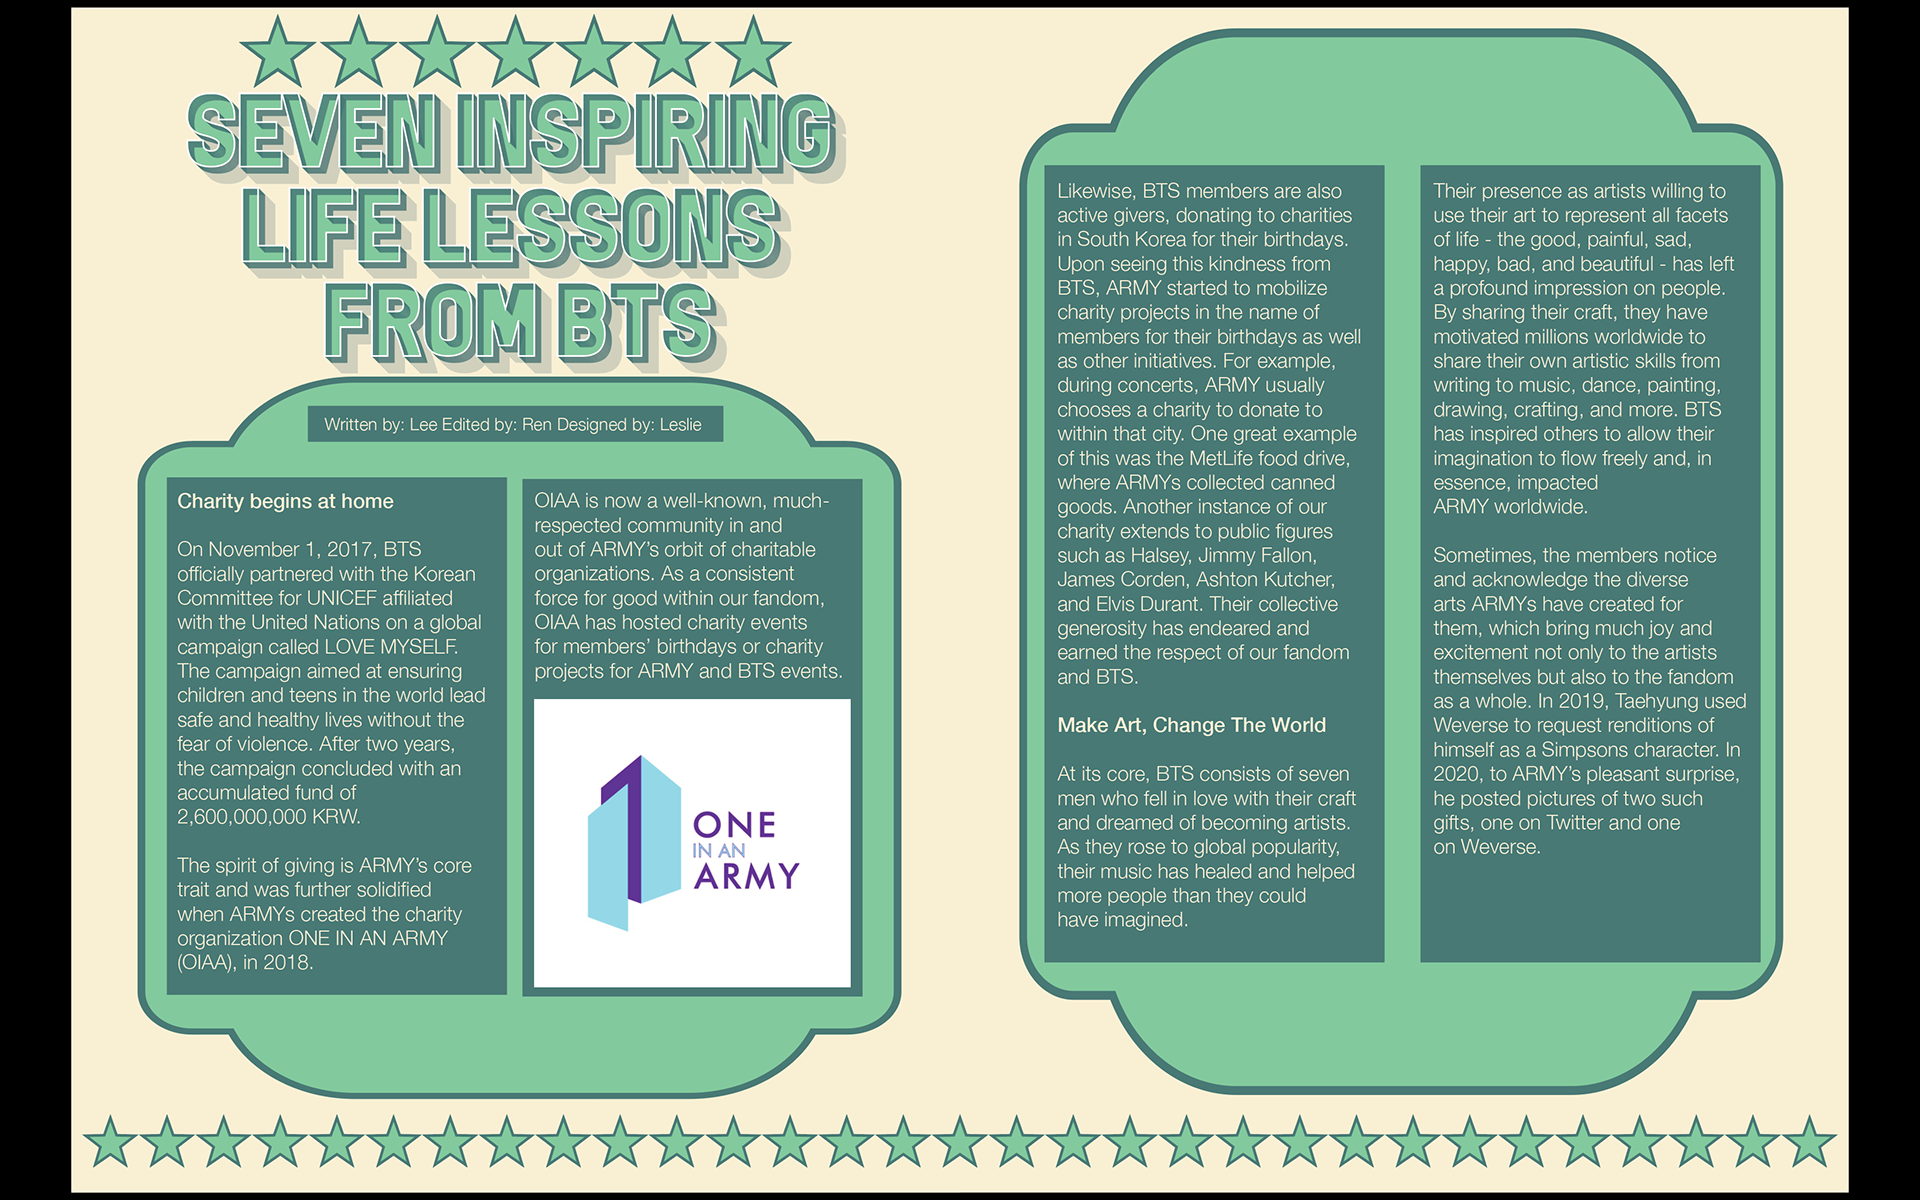 SEVEN INSPIRING
LIFE LESSONS
FROM BTS
Written by: Lee Edited by: Ren Designed by: Leslie
Charity begins at home
On November 1, 2017, BTS
officially partnered with the Korean
Committee for UNICEF affiliated
with the United Nations on a global
campaign called LOVE MYSELF.
The campaign aimed at ensuring
children and teens in the world lead
safe and healthy lives without the
fear of violence. After two years,
the campaign concluded with an
accumulated fund of
2,600,000,000 KRW.
The spirit of giving is ARMY’s core
trait and was further solidified
when ARMYs created the charity
organization ONE IN AN ARMY
(OIAA), in 2018.
OIAA is now a well-known, much-
respected community in and
out of ARMY’s orbit of charitable
organizations. As a consistent
force for good within our fandom,
OIAA has hosted charity events
for members’ birthdays or charity
projects for ARMY and BTS events.
ONE
IN AN
ARMY
Likewise, BTS members are also
active givers, donating to charities
in South Korea for their birthdays.
Upon seeing this kindness from
BTS, ARMY started to mobilize
charity projects in the name of
members for their birthdays as well
as other initiatives. For example,
during concerts, ARMY usually
chooses a charity to donate to
within that city. One great example
of this was the MetLife food drive,
where ARMYs collected canned
goods. Another instance of our
charity extends to public figures
such as Halsey, Jimmy Fallon,
James Corden, Ashton Kutcher,
and Elvis Durant. Their collective
generosity has endeared and
earned the respect of our fandom
and BTS.
Make Art, Change The World
At its core, BTS consists of seven
men who fell in love with their craft
and dreamed of becoming artists.
As they rose to global popularity,
their music has healed and helped
more people than they could
have imagined.
Their presence as artists willing to
use their art to represent all facets
of life - the good, painful, sad,
happy, bad, and beautiful - has left
a profound impression on people.
By sharing their craft, they have
motivated millions worldwide to
share their own artistic skills from
writing to music, dance, painting,
drawing, crafting, and more. BTS
has inspired others to allow their
imagination to flow freely and, in
essence, impacted
ARMY worldwide.
Sometimes, the members notice
and acknowledge the diverse
arts ARMYs have created for
them, which bring much joy and
excitement not only to the artists
themselves but also to the fandom
as a whole. In 2019, Taehyung used
Weverse to request renditions of
himself as a Simpsons character. In
2020, to ARMY’s pleasant surprise,
he posted pictures of two such
gifts, one on Twitter and one
on Weverse.